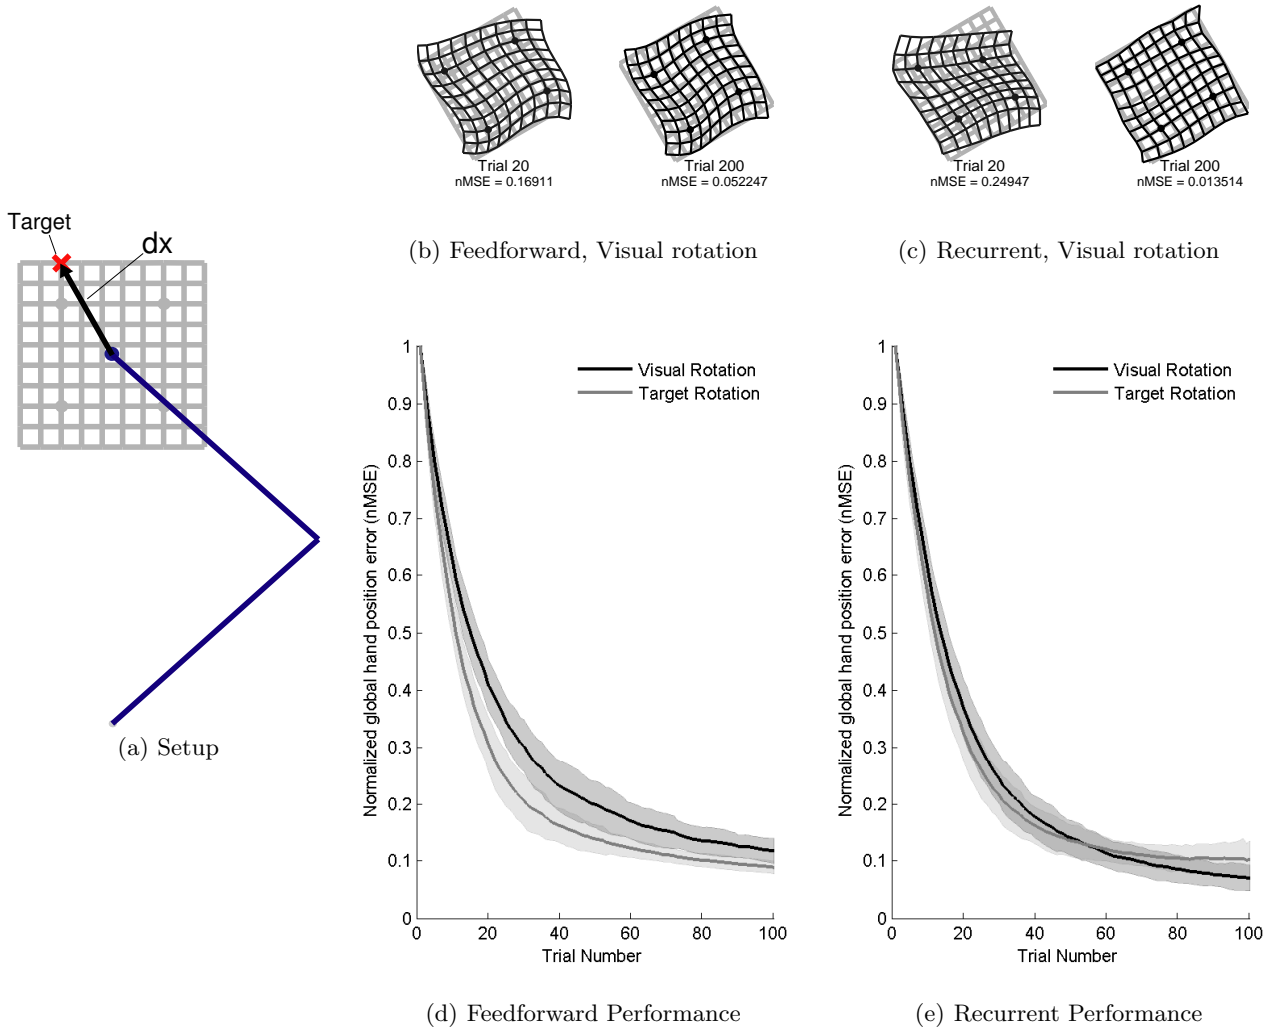 Target
dx
(a) Setup
Trial 20
nMSE = 0.16911
Trial 200
nMSE = 0.052247
(b) Feedforward, Visual rotation
Trial 20
nMSE = 0.24947
Trial 200
nMSE = 0.013514
(c) Recurrent, Visual rotation
Normalized global hand position error (nMSE)
1
0.9
0.8
0.7
0.6
0.5
0.4
0.3
0.2
0.1
0
Visual Rotation
Target Rotation
0 20 40 60 80 100
Trial Number
(d) Feedforward Performance
Normalized global hand position error (nMSE)
1
0.9
0.8
0.7
0.6
0.5
0.4
0.3
0.2
0.1
0
Visual Rotation
Target Rotation
0 20 40 60 80 100
Trial Number
(e) Recurrent Performance